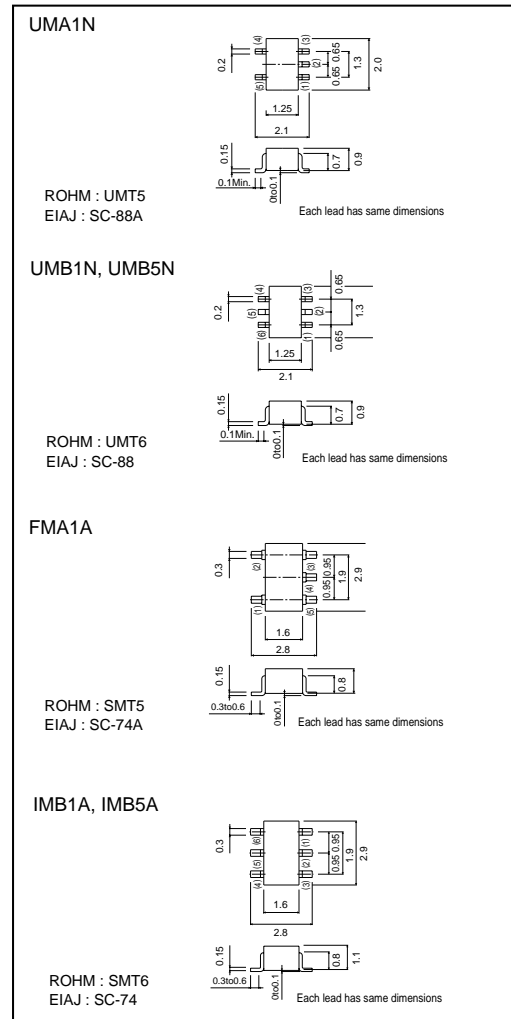 UMA1N
(4)
(3)
0.2
(2)
0.65
0.65
1.3
2.0
(5)
(1)
1.25
2.1
0.15
0.7
0.9
0.1Min.
0to0.1
Each lead has same dimensions
ROHM : UMT5
EIAJ : SC-88A
UMB1N, UMB5N
(4)
(3)
0.65
0.2
(5)
(2)
1.3
(6)
(1)
0.65
1.25
2.1
0.15
0.7
0.9
0.1Min.
0to0.1
Each lead has same dimensions
ROHM : UMT6
EIAJ : SC-88
FMA1A
0.3
(2)
(3)
0.95
0.95
1.9
2.9
(4)
(1)
(5)
1.6
2.8
0.15
0.8
0.3to0.6
0to0.1
Each lead has same dimensions
ROHM : SMT5
EIAJ : SC-74A
IMB1A, IMB5A
0.3
(6)
(1)
0.95
0.95
1.9
2.9
(5)
(2)
(4)
(3)
1.6
2.8
0.15
0.8
1.1
0.3to0.6
0to0.1
Each lead has same dimensions
ROHM : SMT6
EIAJ : SC-74